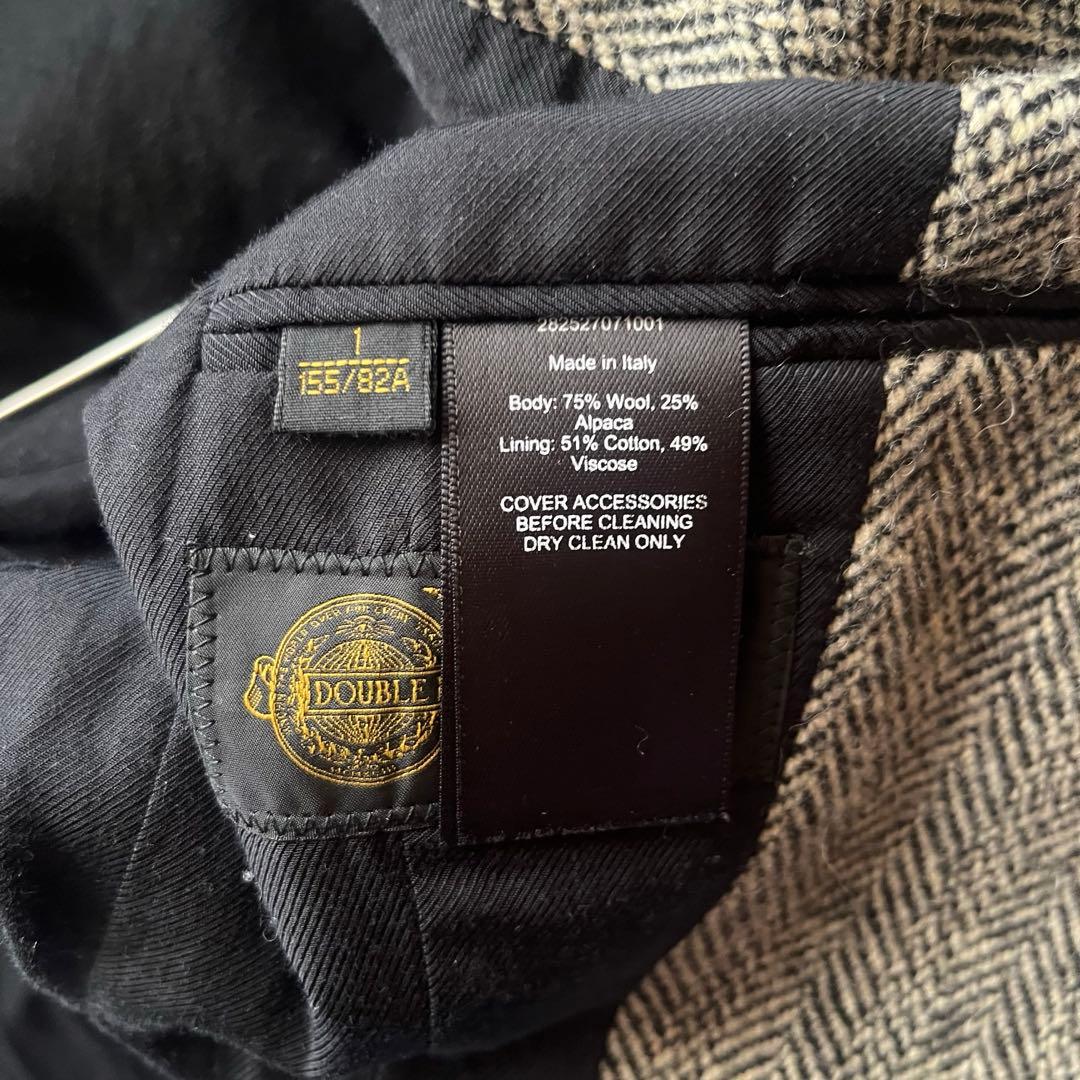 1
155/82A
282527071001
Made in Italy
Body: 75% Wool, 25%
Alpaca
Lining: 51% Cotton, 49%
Viscose
COVER ACCESSORIES
BEFORE CLEANING
DRY CLEAN ONLY
DOUBLE